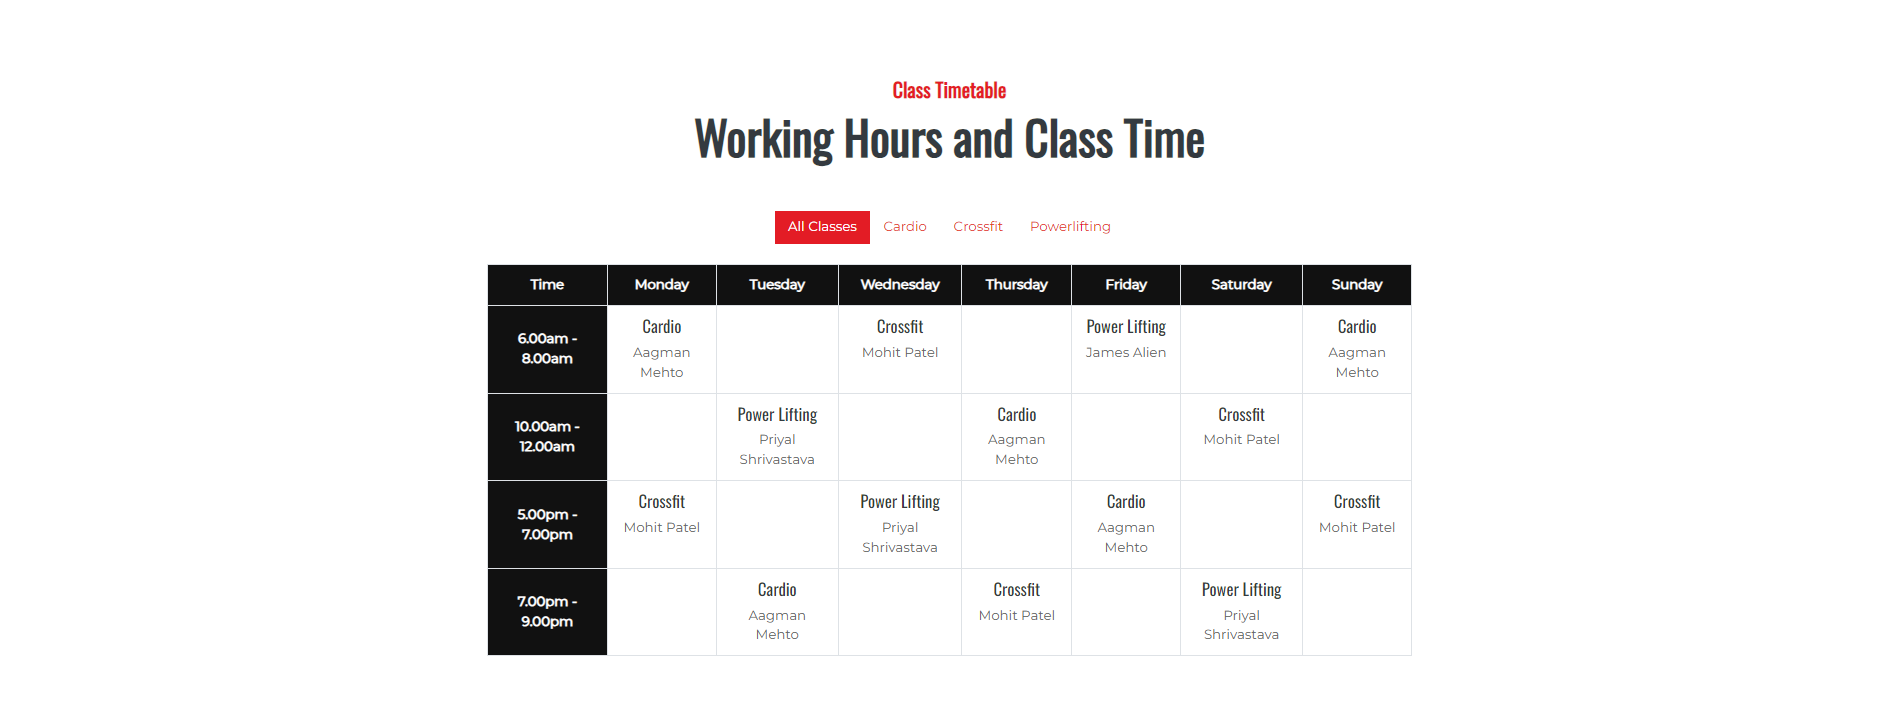 Class Timetable
Working Hours and Class Time
All Classes Cardio Crossfit Powerlifting
Time Monday Tuesday Wednesday Thursday Friday Saturday Sunday
6.00am -
8.00am
Cardio
Aagman
Mehto
Crossfit
Mohit Patel
Power Lifting
James Alien
Cardio
Aagman
Mehto
10.00am -
12.00am
Power Lifting
Priyal
Shrivastava
Cardio
Aagman
Mehto
Crossfit
Mohit Patel
5.00pm -
7.00pm
Crossfit
Mohit Patel
Power Lifting
Priyal
Shrivastava
Cardio
Aagman
Mehto
Crossfit
Mohit Patel
7.00pm -
9.00pm
Cardio
Aagman
Mehto
Crossfit
Mohit Patel
Power Lifting
Priyal
Shrivastava